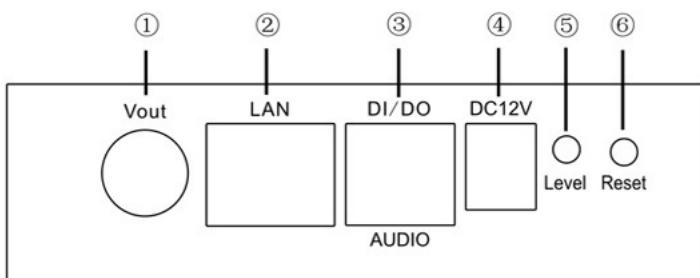 ① ② ③ ④ ⑤ ⑥
Vout LAN DI/DO DC12V
Level Reset
AUDIO